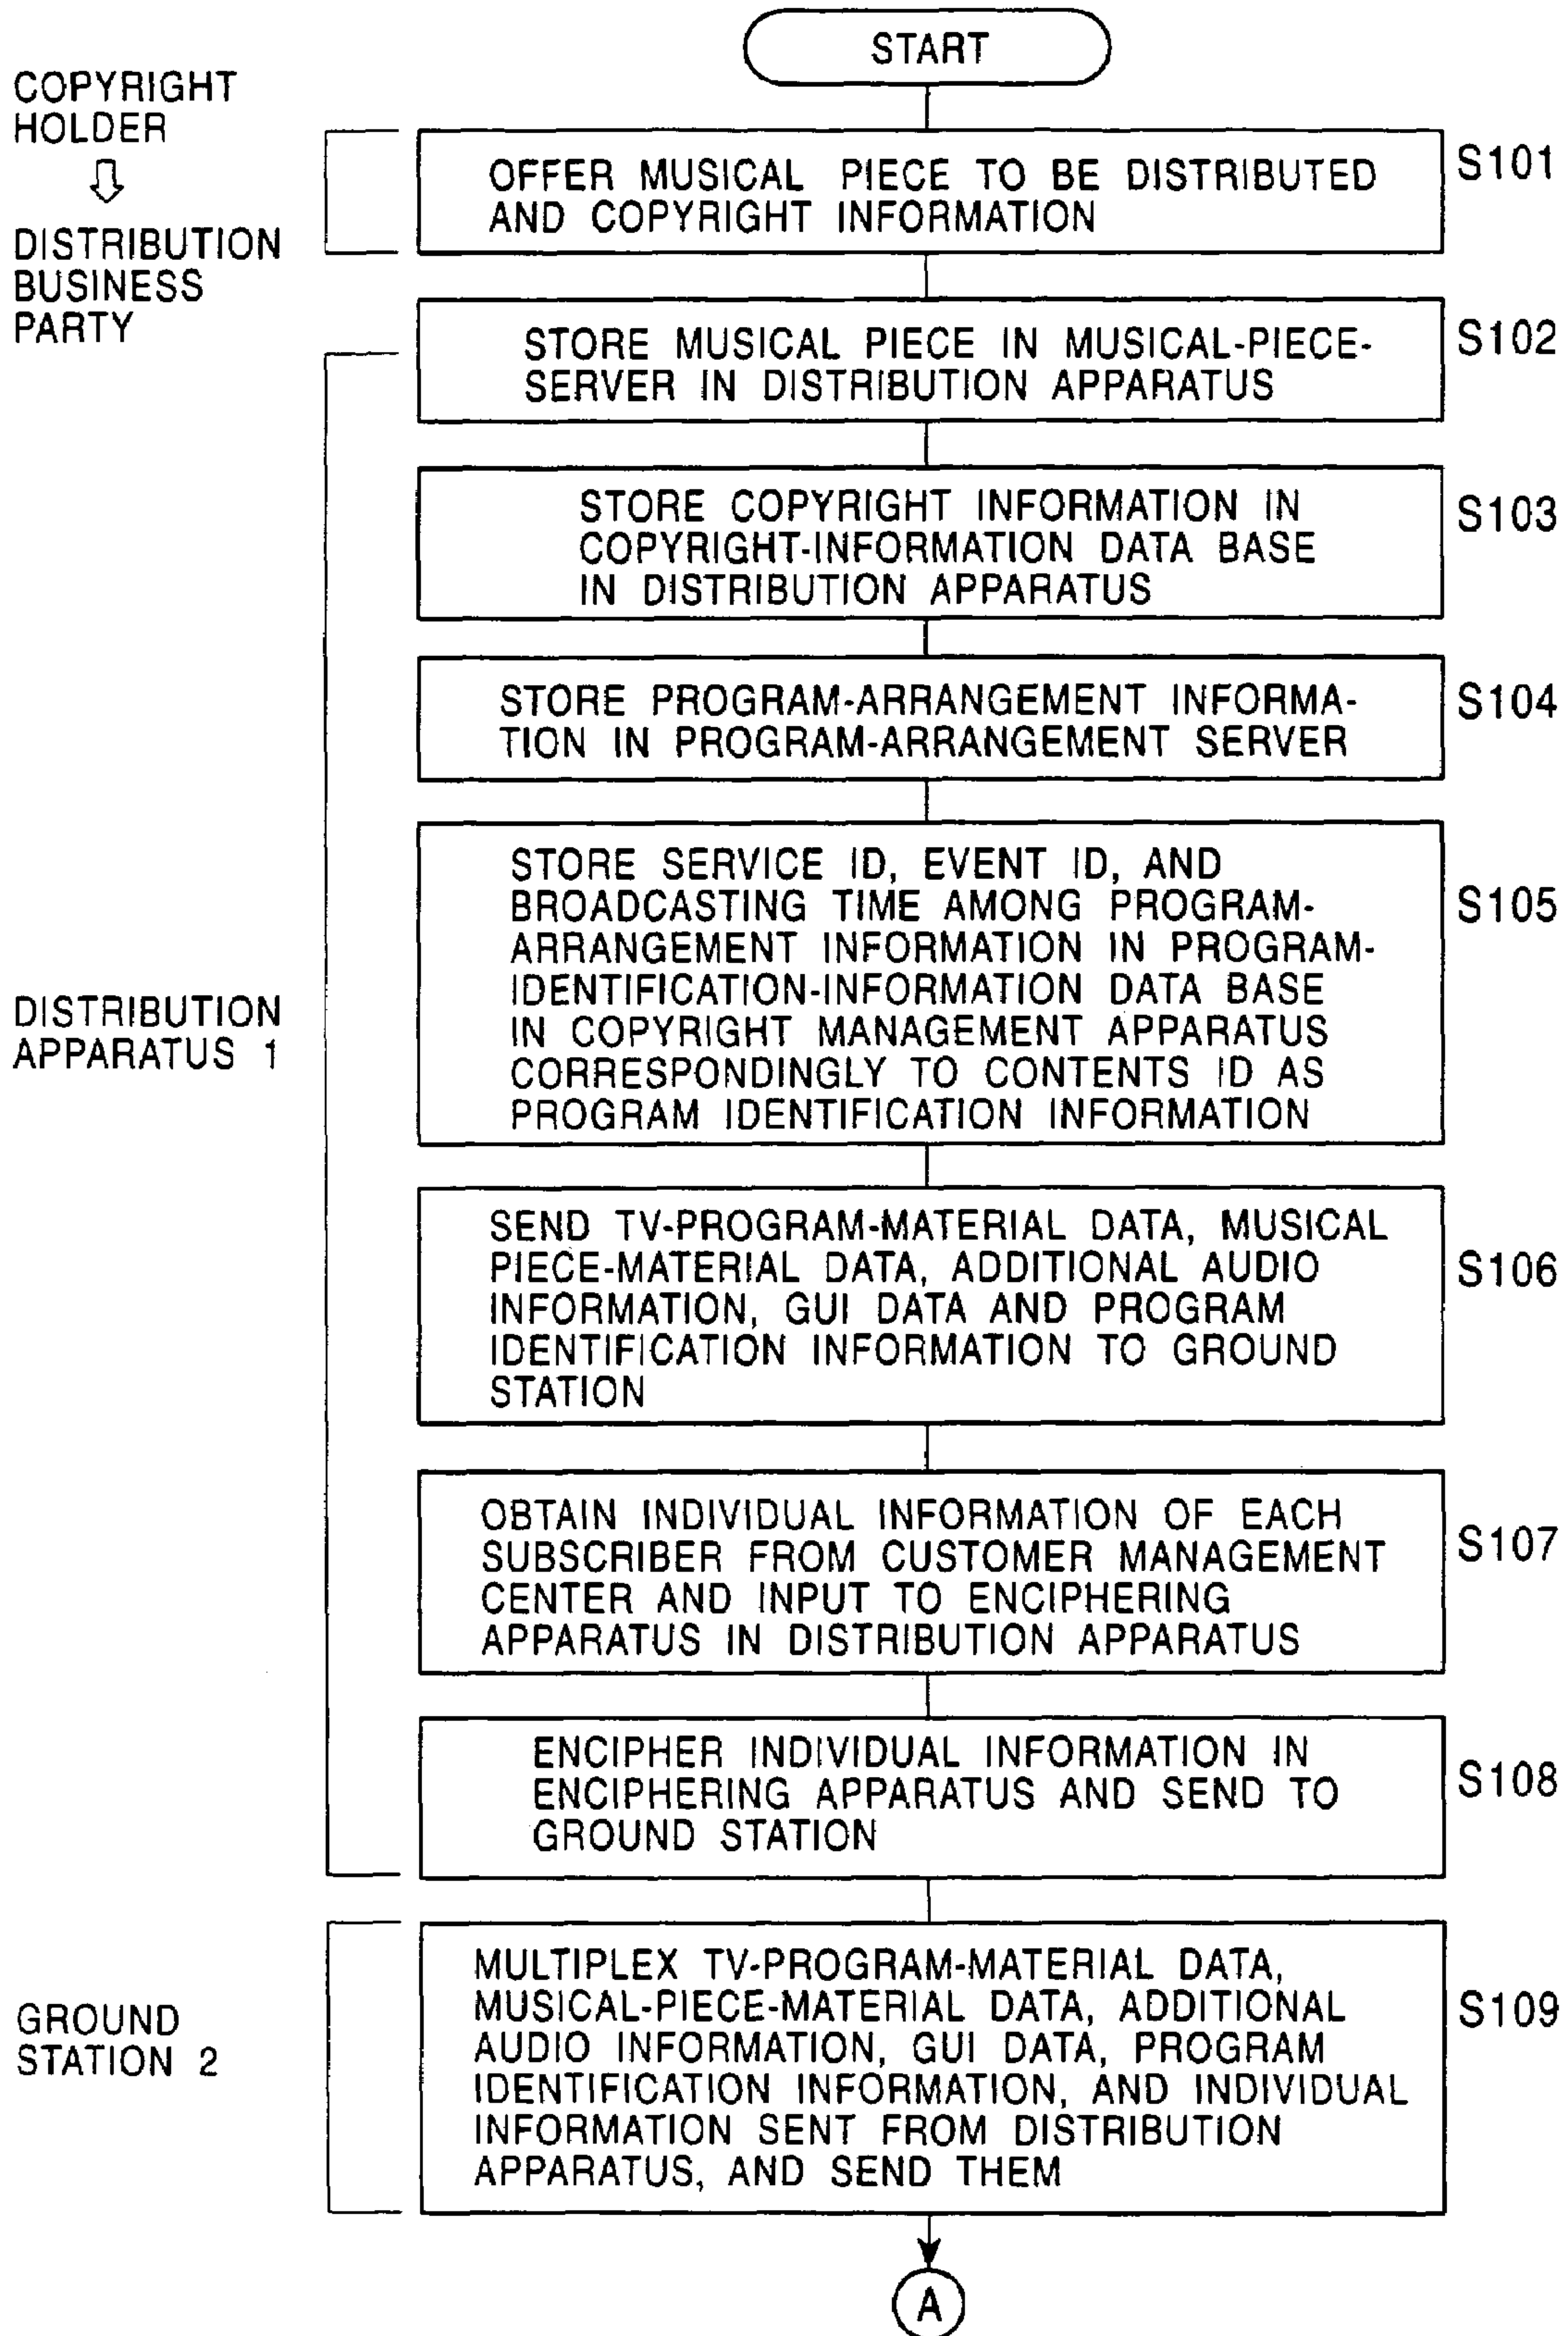 START
COPYRIGHT
HOLDER
DISTRIBUTION
BUSINESS
PARTY
OFFER MUSICAL PIECE TO BE DISTRIBUTED
AND COPYRIGHT INFORMATION
S101
STORE MUSICAL PIECE IN MUSICAL-PIECE-
SERVER IN DISTRIBUTION APPARATUS
S102
STORE COPYRIGHT INFORMATION IN
COPYRIGHT-INFORMATION DATA BASE
IN DISTRIBUTION APPARATUS
S103
STORE PROGRAM-ARRANGEMENT INFORMA-
TION IN PROGRAM-ARRANGEMENT SERVER
S104
DISTRIBUTION
APPARATUS 1
STORE SERVICE ID, EVENT ID, AND
BROADCASTING TIME AMONG PROGRAM-
ARRANGEMENT INFORMATION IN PROGRAM-
IDENTIFICATION-INFORMATION DATA BASE
IN COPYRIGHT MANAGEMENT APPARATUS
CORRESPONDINGLY TO CONTENTS ID AS
PROGRAM IDENTIFICATION INFORMATION
S105
SEND TV-PROGRAM-MATERIAL DATA, MUSICAL
PIECE-MATERIAL DATA, ADDITIONAL AUDIO
INFORMATION, GUI DATA AND PROGRAM
IDENTIFICATION INFORMATION TO GROUND
STATION
S106
OBTAIN INDIVIDUAL INFORMATION OF EACH
SUBSCRIBER FROM CUSTOMER MANAGEMENT
CENTER AND INPUT TO ENCIPHERING
APPARATUS IN DISTRIBUTION APPARATUS
S107
ENCIPHER INDIVIDUAL INFORMATION IN
ENCIPHERING APPARATUS AND SEND TO
GROUND STATION
S108
GROUND
STATION 2
MULTIPLEX TV-PROGRAM-MATERIAL DATA,
MUSICAL-PIECE-MATERIAL DATA, ADDITIONAL
AUDIO INFORMATION, GUI DATA, PROGRAM
IDENTIFICATION INFORMATION, AND INDIVIDUAL
INFORMATION SENT FROM DISTRIBUTION
APPARATUS, AND SEND THEM
S109
A